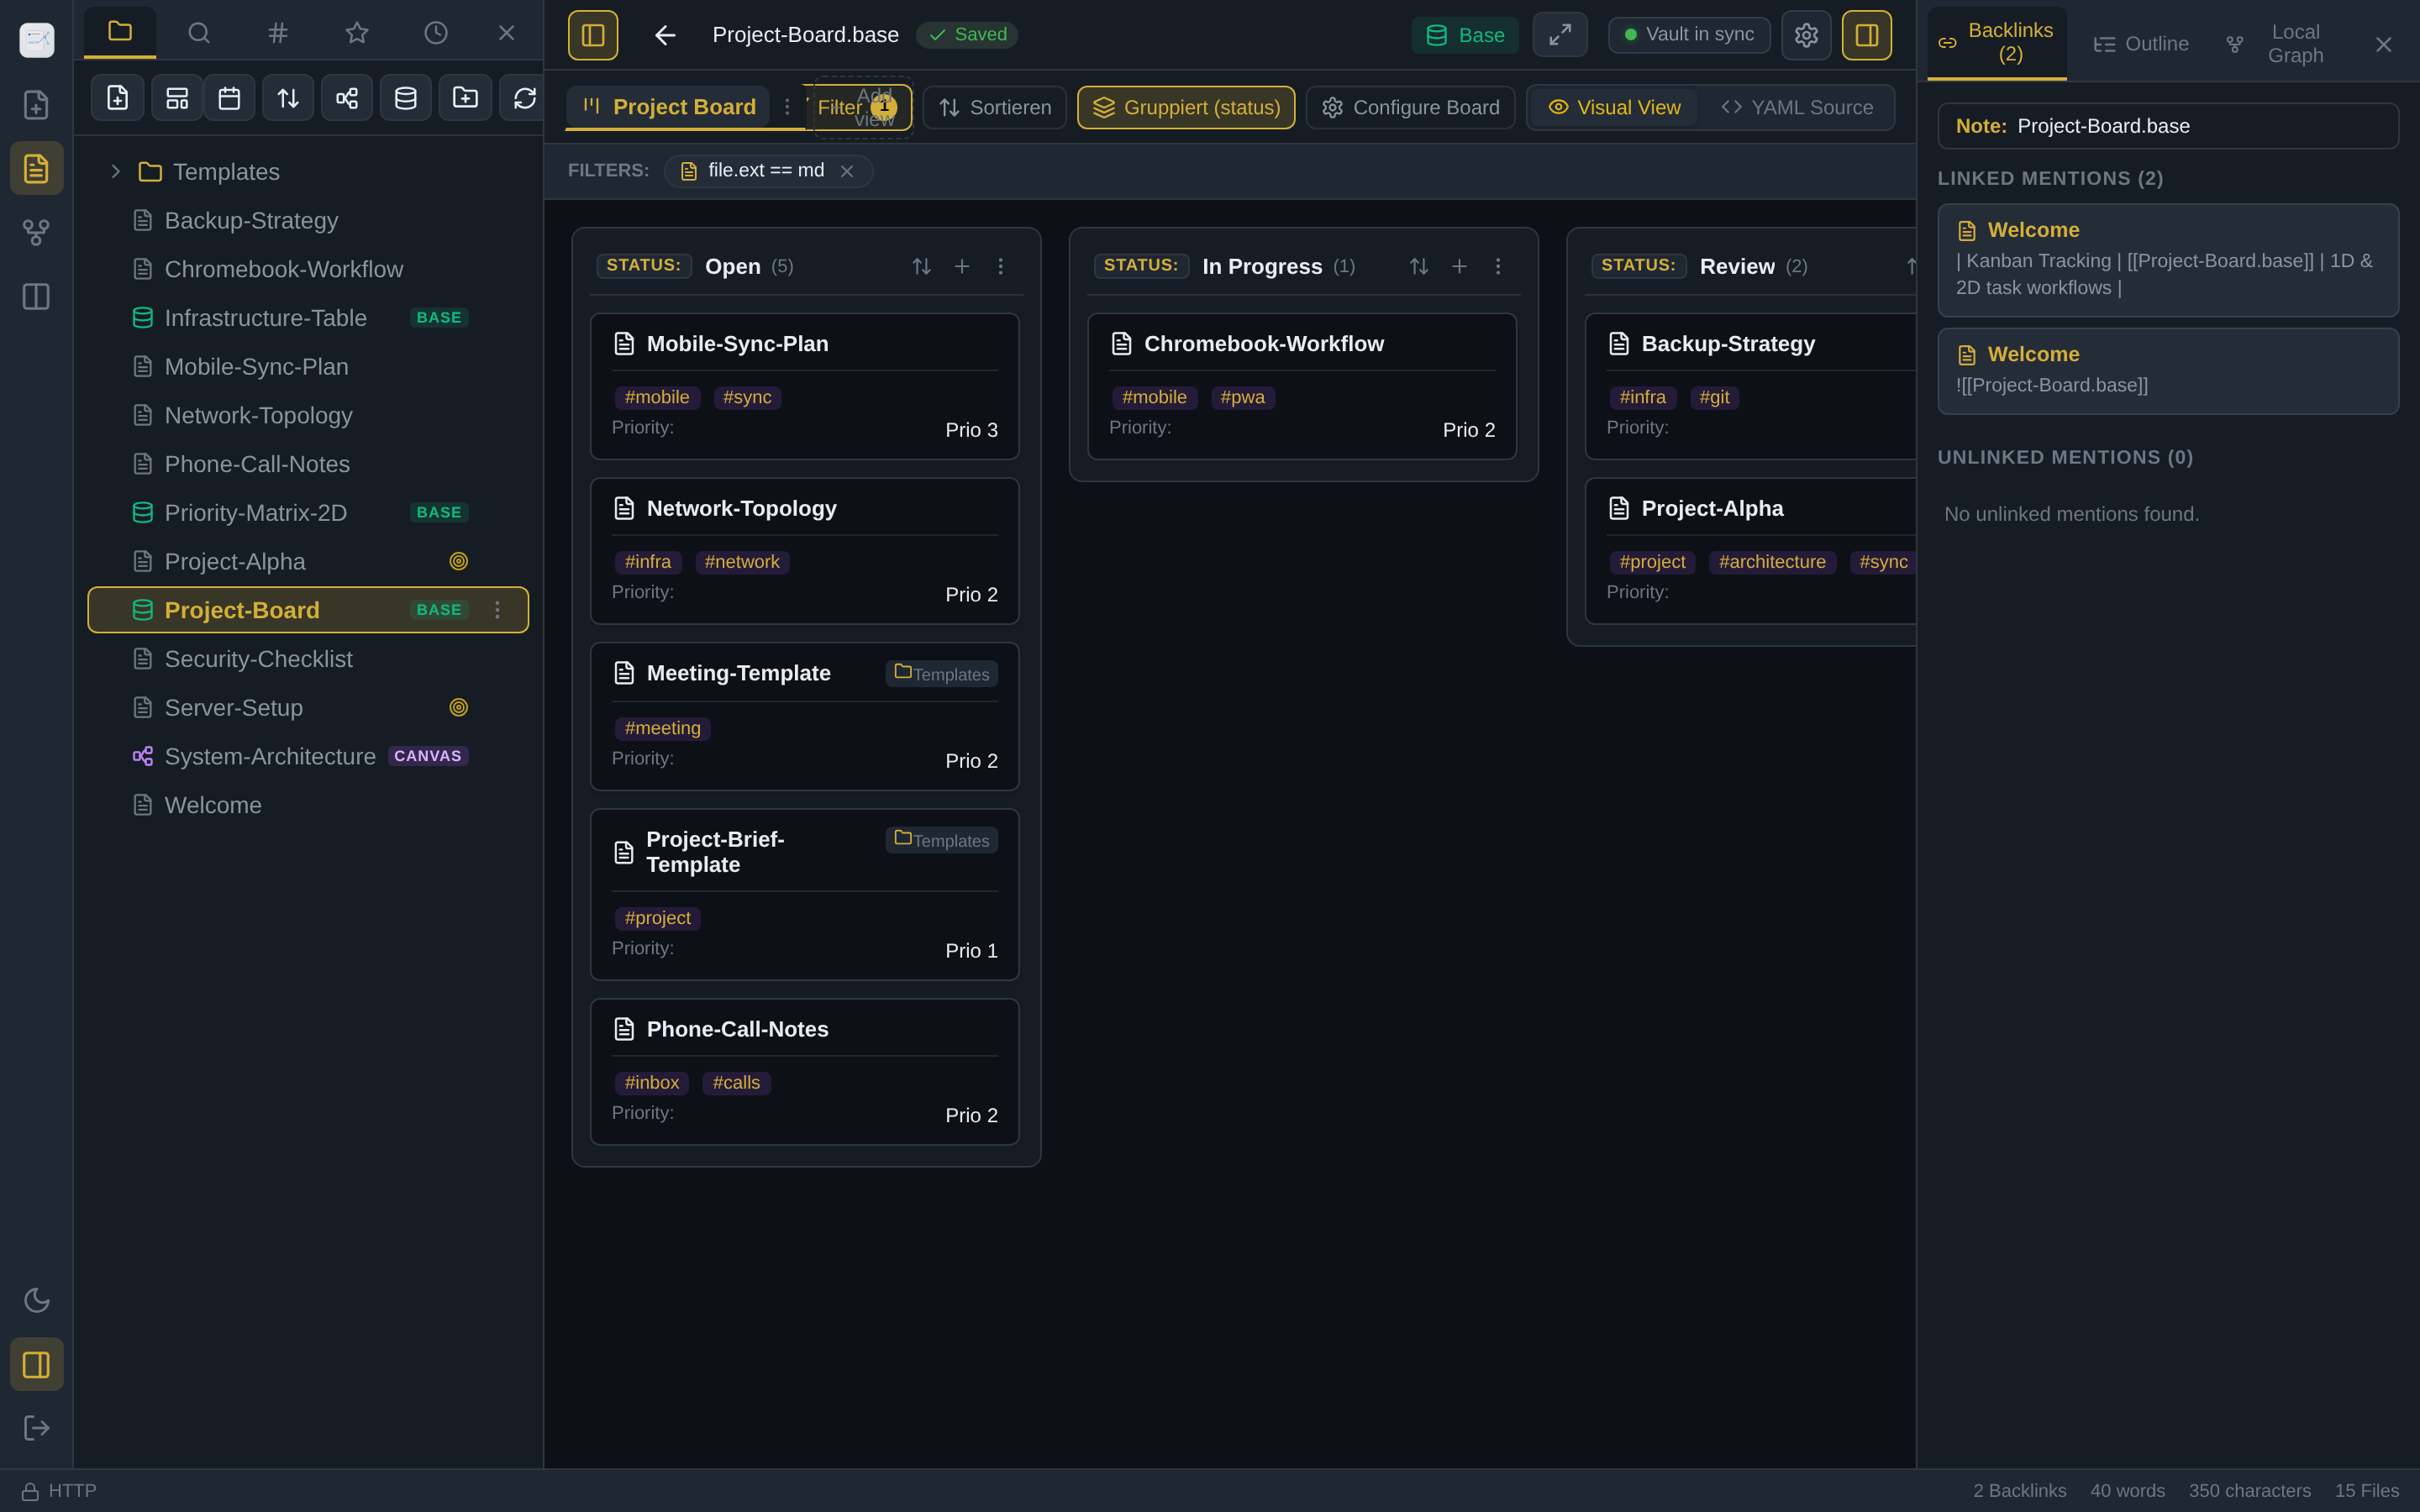 Project-Board.base
Saved
Base
Vault in sync
Project Board
Add view
Filter 1
Sortieren
Gruppiert (status)
Configure Board
Visual View
YAML Source
FILTERS:
file.ext == md
Templates
Backup-Strategy
Chromebook-Workflow
Infrastructure-Table BASE
Mobile-Sync-Plan
Network-Topology
Phone-Call-Notes
Priority-Matrix-2D BASE
Project-Alpha
Project-Board BASE
Security-Checklist
Server-Setup
System-Architecture CANVAS
Welcome
STATUS: Open (5)
Mobile-Sync-Plan
#mobile #sync
Priority: Prio 3
Network-Topology
#infra #network
Priority: Prio 2
Meeting-Template Templates
#meeting
Priority: Prio 2
Project-Brief-
Template
Templates
#project
Priority: Prio 1
Phone-Call-Notes
#inbox #calls
Priority: Prio 2
STATUS: In Progress (1)
Chromebook-Workflow
#mobile #pwa
Priority: Prio 2
STATUS: Review (2)
Backup-Strategy
#infra #git
Priority:
Project-Alpha
#project #architecture #sync
Priority:
Backlinks
(2)
Outline
Local
Graph
Note: Project-Board.base
LINKED MENTIONS (2)
Welcome
| Kanban Tracking | [[Project-Board.base]] | 1D &
2D task workflows |
Welcome
![[Project-Board.base]]
UNLINKED MENTIONS (0)
No unlinked mentions found.
HTTP
2 Backlinks 40 words 350 characters 15 Files